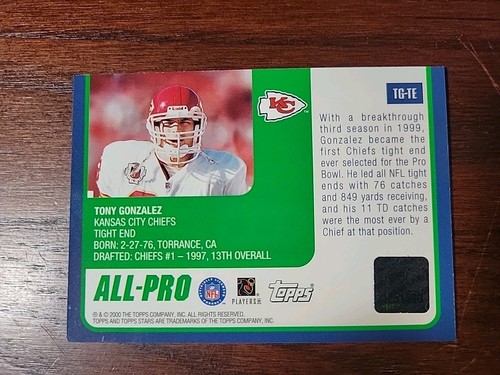 TG-TE
KC
With a breakthrough
third season in 1999,
Gonzalez became the
first Chiefs tight end
ever selected for the Pro
Bowl. He led all NFL tight
ends with 76 catches
and 849 yards receiving,
and his 11 TD catches
were the most ever by a
Chief at that position.
TONY GONZALEZ
KANSAS CITY CHIEFS
TIGHT END
BORN: 2-27-76, TORRANCE, CA
DRAFTED: CHIEFS #1 – 1997, 13TH OVERALL
ALL-PRO
NFL
PLAYERS INC
Topps
® & © 2000 THE TOPPS COMPANY, INC. ALL RIGHTS RESERVED.
TOPPS AND TOPPS STARS ARE TRADEMARKS OF THE TOPPS COMPANY, INC.